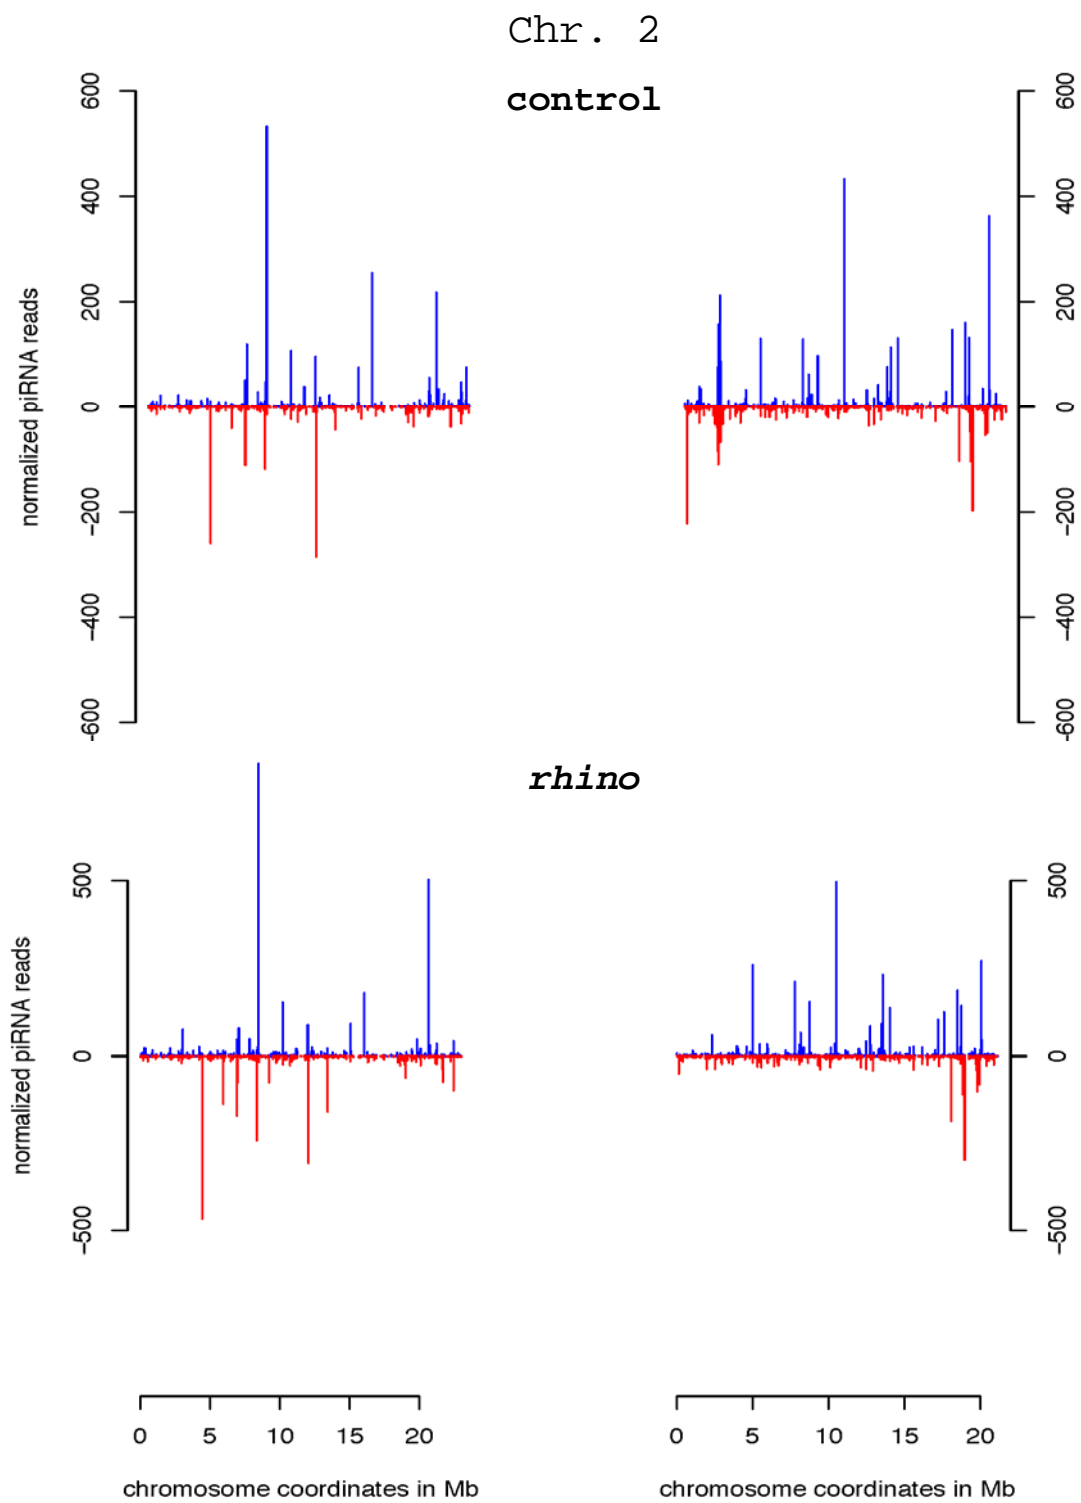 Chr. 2
control
600
400
200
0
-200
-400
-600
normalized piRNA reads
600
400
200
0
-200
-400
-600
rhino
500
0
-500
normalized piRNA reads
500
0
-500
0 5 10 15 20
0 5 10 15 20
chromosome coordinates in Mb
chromosome coordinates in Mb